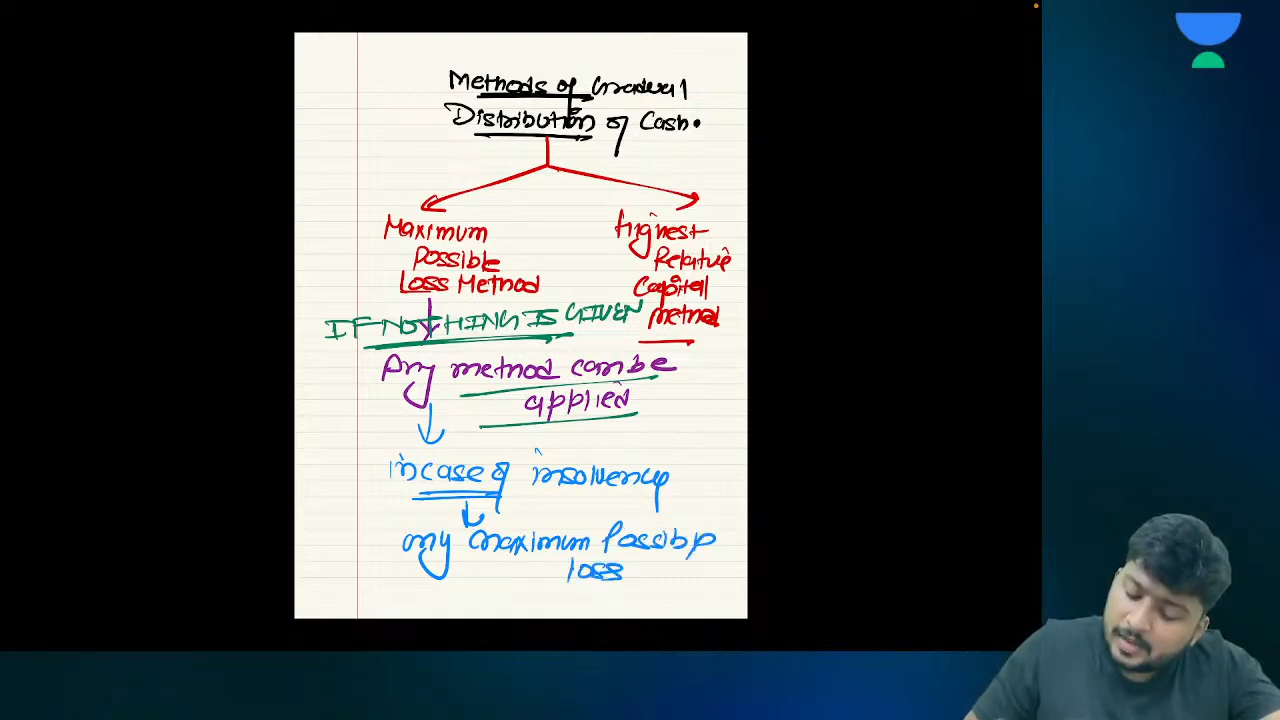 Methods of Gradual
Distribution of Cash.
Maximum
Possible
Loss Method
Highest
Relative
Capital
method
IF NOTHING IS GIVEN
Any method can be
applied
incase of insolvency
only maximum Possible
loss